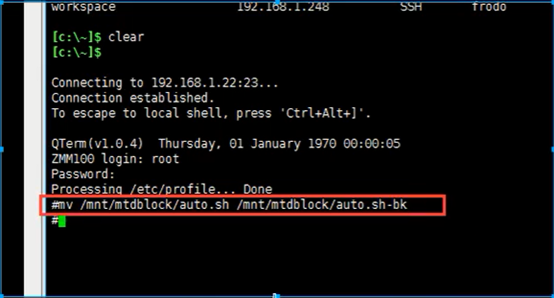 workspace 192.168.1.248 SSH frodo
[c:\~]$ clear
[c:\~]$
Connecting to 192.168.1.22:23...
Connection established.
To escape to local shell, press 'Ctrl+Alt+]'.
QTerm(v1.0.4) Thursday, 01 January 1970 00:00:05
ZMM100 login: root
Password:
Processing /etc/profile... Done
#mv /mnt/mtdblock/auto.sh /mnt/mtdblock/auto.sh-bk
#